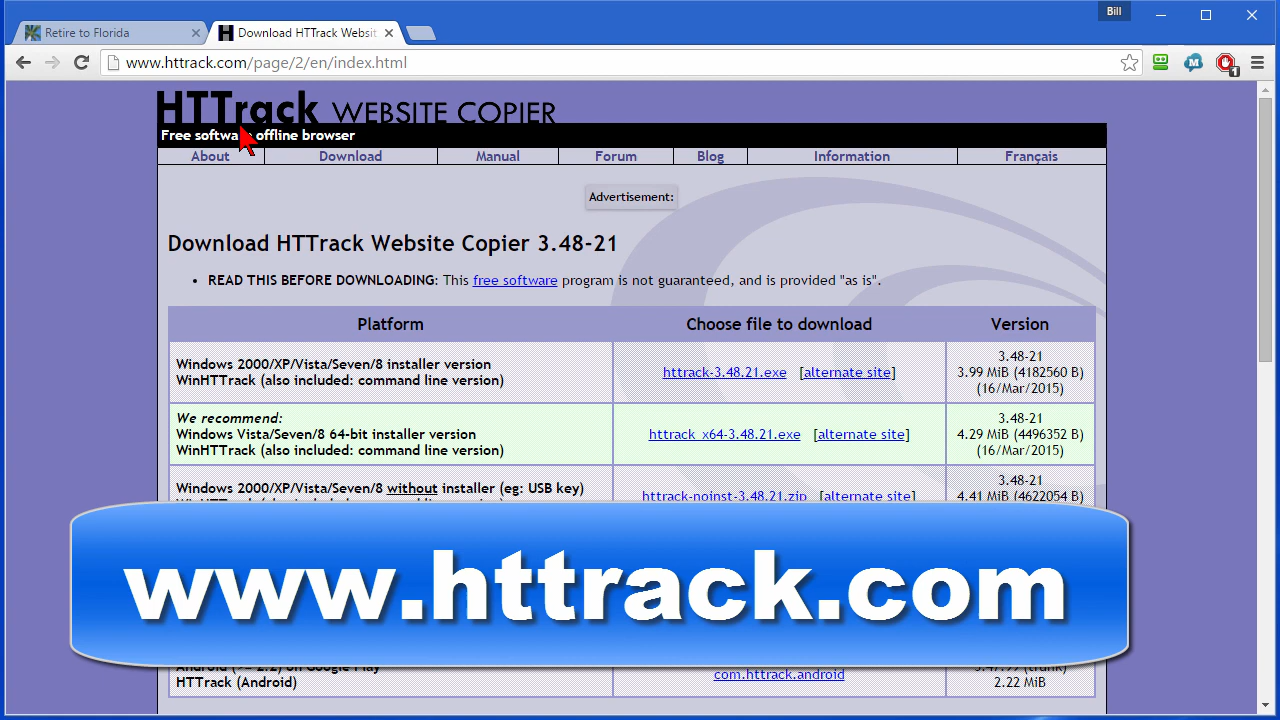 Bill
Retire to Florida
Download HTTrack Websit
www.httrack.com/page/2/en/index.html
1
HTTrack WEBSITE COPIER
Free software offline browser
About Download Manual Forum Blog Information Français
Advertisement:
Download HTTrack Website Copier 3.48-21
• READ THIS BEFORE DOWNLOADING: This free software program is not guaranteed, and is provided "as is".
Platform Choose file to download Version
Windows 2000/XP/Vista/Seven/8 installer version
WinHTTrack (also included: command line version)
httrack-3.48.21.exe [alternate site]
3.48-21
3.99 MiB (4182560 B)
(16/Mar/2015)
We recommend:
Windows Vista/Seven/8 64-bit installer version
WinHTTrack (also included: command line version)
httrack_x64-3.48.21.exe [alternate site]
3.48-21
4.29 MiB (4496352 B)
(16/Mar/2015)
Windows 2000/XP/Vista/Seven/8 without installer (eg: USB key)
httrack-noinst-3.48.21.zip [alternate site]
3.48-21
4.41 MiB (4622054 B)
www.httrack.com
Android (>= 2.2) on Google Play
HTTrack (Android)
com.httrack.android
2.22 MiB